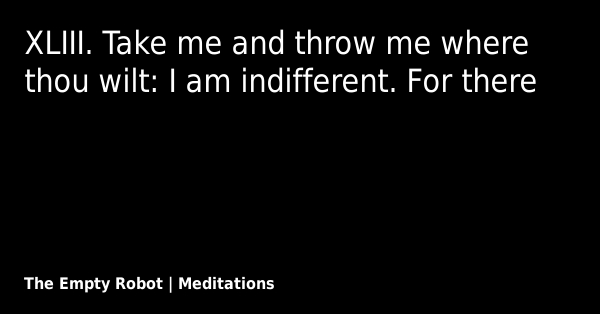 XLIII. Take me and throw me where
thou wilt: I am indifferent. For there
The Empty Robot | Meditations